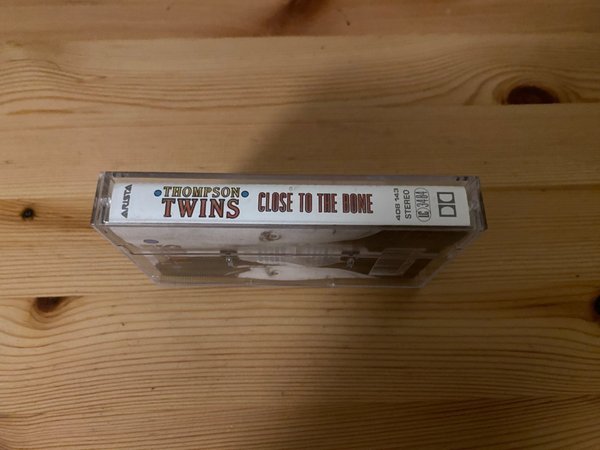 ARISTA
THOMPSON
TWINS
CLOSE TO THE BONE
408 143
STEREO